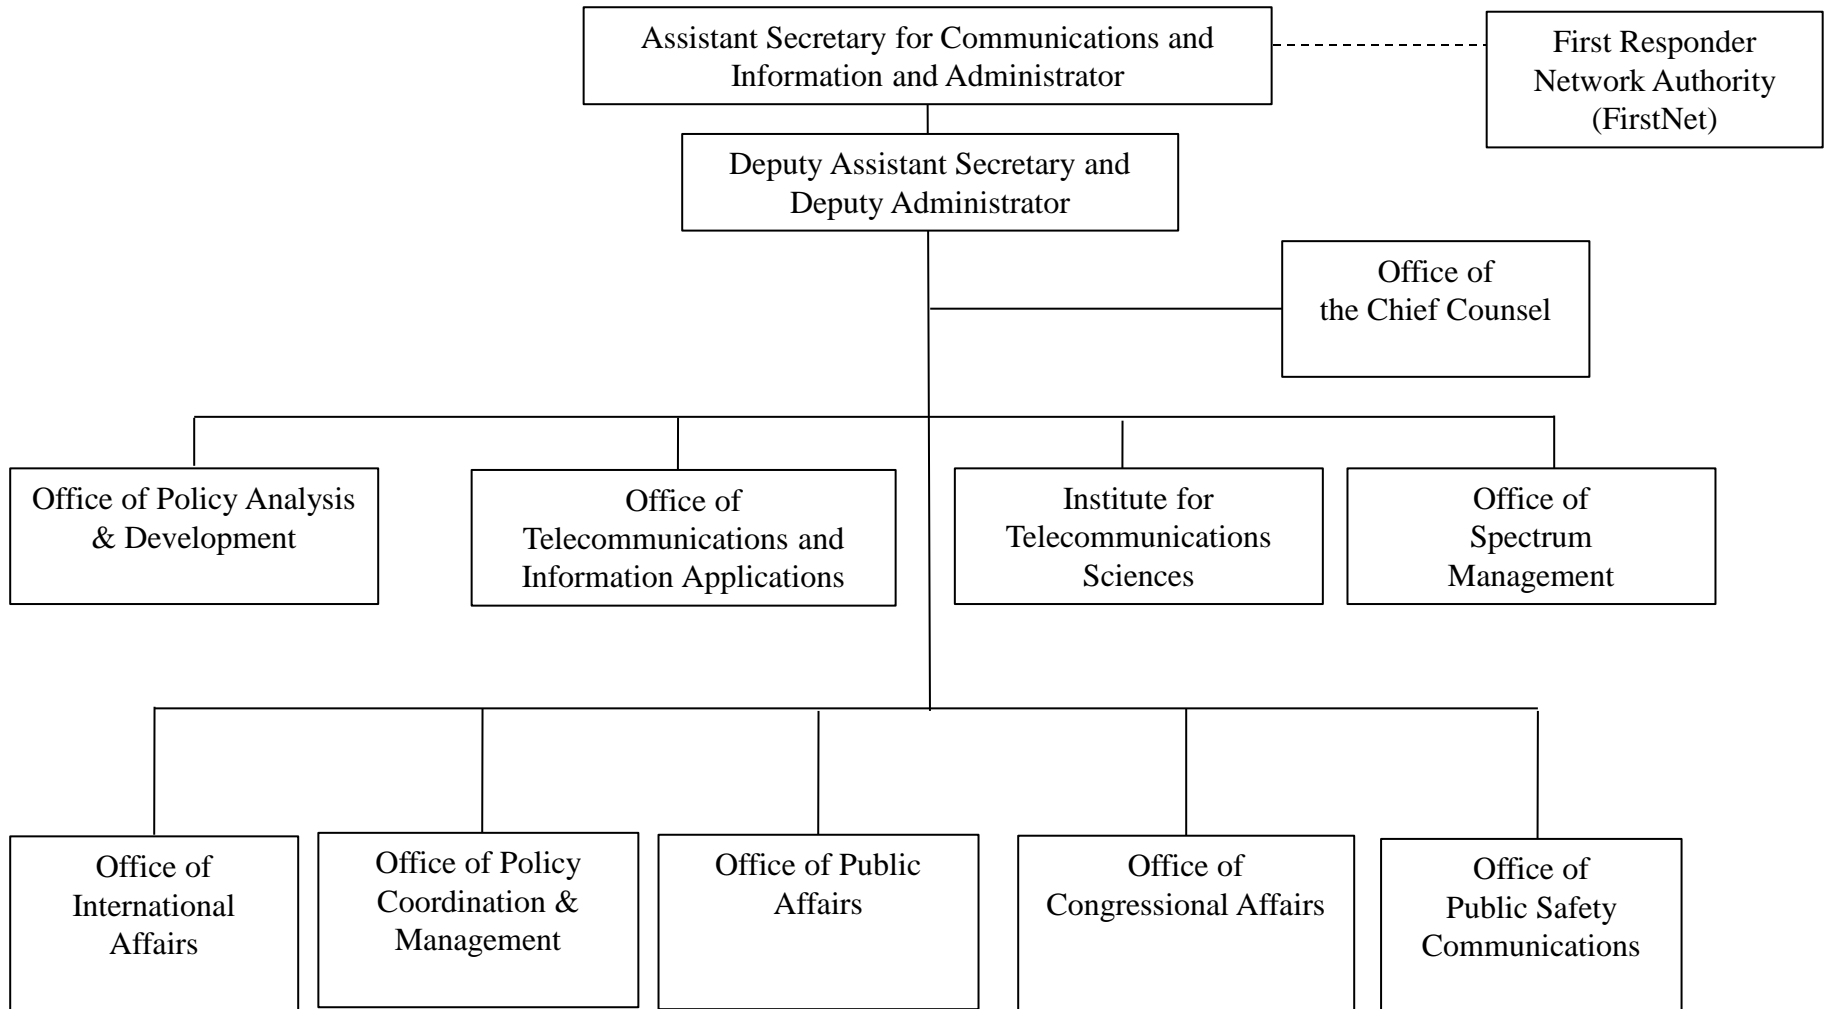 Assistant Secretary for Communications and
Information and Administrator
First Responder
Network Authority
(FirstNet)
Deputy Assistant Secretary and
Deputy Administrator
Office of
the Chief Counsel
Office of Policy Analysis
& Development
Office of
Telecommunications and
Information Applications
Institute for
Telecommunications
Sciences
Office of
Spectrum
Management
Office of
International
Affairs
Office of Policy
Coordination &
Management
Office of Public
Affairs
Office of
Congressional Affairs
Office of
Public Safety
Communications